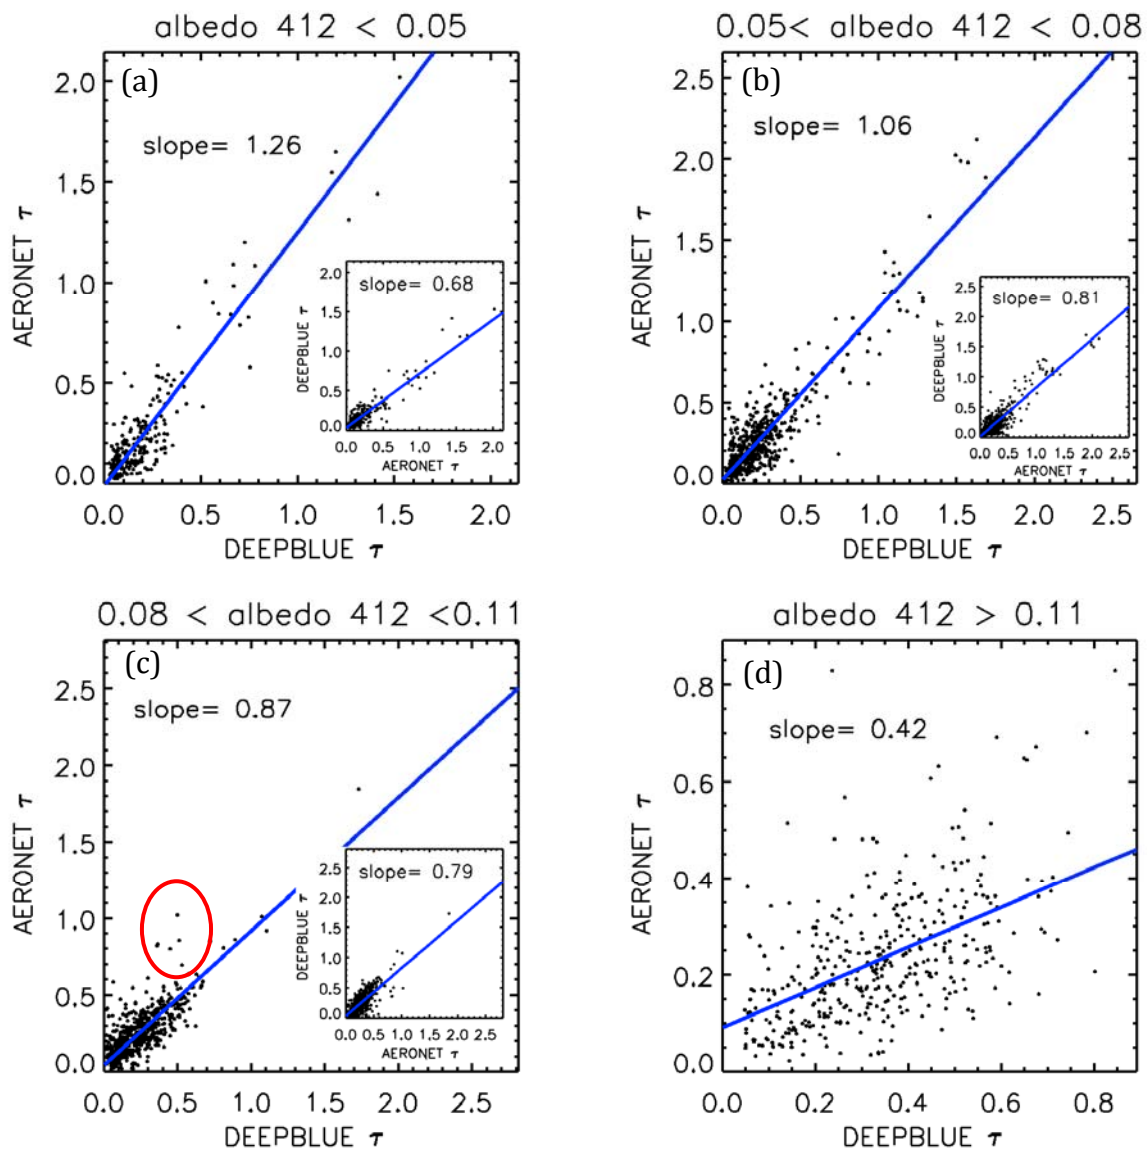 albedo 412 < 0.05
(a)
slope= 1.26
AERONET τ
2.0
1.5
1.0
0.5
0.0
0.0 0.5 1.0 1.5 2.0
DEEPBLUE τ
slope= 0.68
DEEPBLUE τ
2.0
1.5
1.0
0.5
0.0
0.0 0.5 1.0 1.5 2.0
AERONET τ
0.05< albedo 412 < 0.08
(b)
slope= 1.06
AERONET τ
2.5
2.0
1.5
1.0
0.5
0.0
0.0 0.5 1.0 1.5 2.0 2.5
DEEPBLUE τ
slope= 0.81
DEEPBLUE τ
2.5
2.0
1.5
1.0
0.5
0.0
0.0 0.5 1.0 1.5 2.0 2.5
AERONET τ
0.08 < albedo 412 <0.11
(c)
slope= 0.87
AERONET τ
2.5
2.0
1.5
1.0
0.5
0.0
0.0 0.5 1.0 1.5 2.0 2.5
DEEPBLUE τ
slope= 0.79
DEEPBLUE τ
2.5
2.0
1.5
1.0
0.5
0.0
0.0 0.5 1.0 1.5 2.0 2.5
AERONET τ
albedo 412 > 0.11
(d)
slope= 0.42
AERONET τ
0.8
0.6
0.4
0.2
0.0
0.0 0.2 0.4 0.6 0.8
DEEPBLUE τ